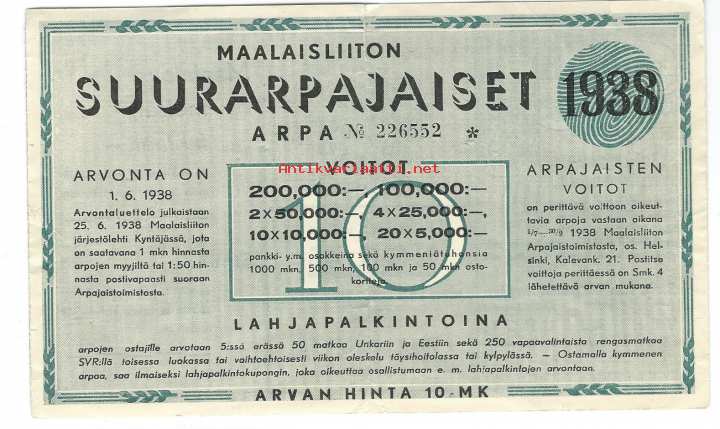 MAALAISLIITON
SUURARPAJAISET
1938
ARPA № 226552 *
ARVONTA ON
1. 6. 1938
Arvontaluettelo julkaistaan
25. 6. 1938 Maalaisliiton
järjestölehti Kyntäjässä, jota
on saatavana 1 mkn hinnasta
arpojen myyjiltä tai 1:50 hin-
nasta postivapaasti suoraan
Arpajaistoimistosta.
VOITOT
Antikvariaatti.net
10
200,000:—, 100,000:—
2×50,000:—, 4×25,000:—,
10×10,000:—, 20×5,000:—
pankki- y.m. osakkeina sekä kymmeniätuhansia
1000 mkn, 500 mkn, 100 mkn ja 50 mkn osto-
kortteja.
ARPAJAISTEN
VOITOT
on perittävä voittoon oikeut-
tavia arpoja vastaan aikana
1/7—30/9 1938 Maalaisliiton
Arpajaistoimistosta, os. Hel-
sinki, Kalevank. 21. Postitse
voittoja perittäessä on Smk. 4
lähetettävä arvan mukana.
LAHJAPALKINTOINA
arpojen ostajille arvotaan 5:ssä erässä 50 matkaa Unkariin ja Eestiin sekä 250 vapaavalintaista rengasmatkaa
SVR:llä toisessa luokassa tai vaihtoehtoisesti viikon oleskelu täysihoitolassa tai kylpylässä. — Ostamalla kymmenen
arpaa, saa ilmaiseksi lahjapalkintokupongin, joka oikeuttaa osallistumaan e. m. lahjapalkintojen arvontaan.
ARVAN HINTA 10:-MK